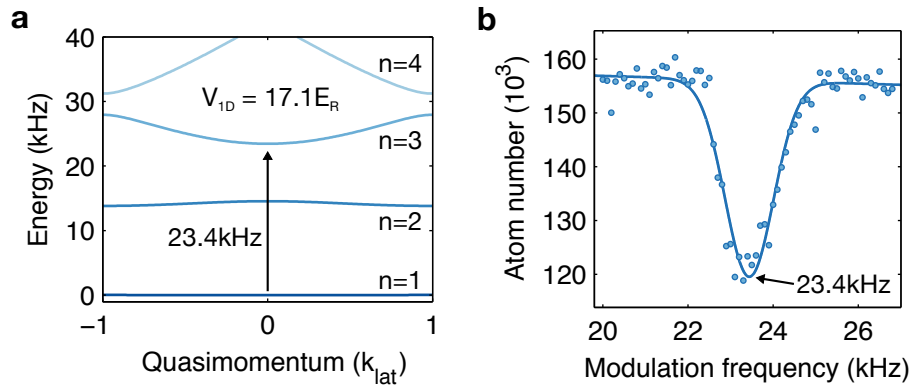 a
Energy (kHz)
40
30
20
10
0
V1D = 17.1ER
n=4
n=3
n=2
n=1
23.4kHz
−1
0
1
Quasimomentum (klat)
b
Atom number (10³)
160
150
140
130
120
23.4kHz
20
22
24
26
Modulation frequency (kHz)